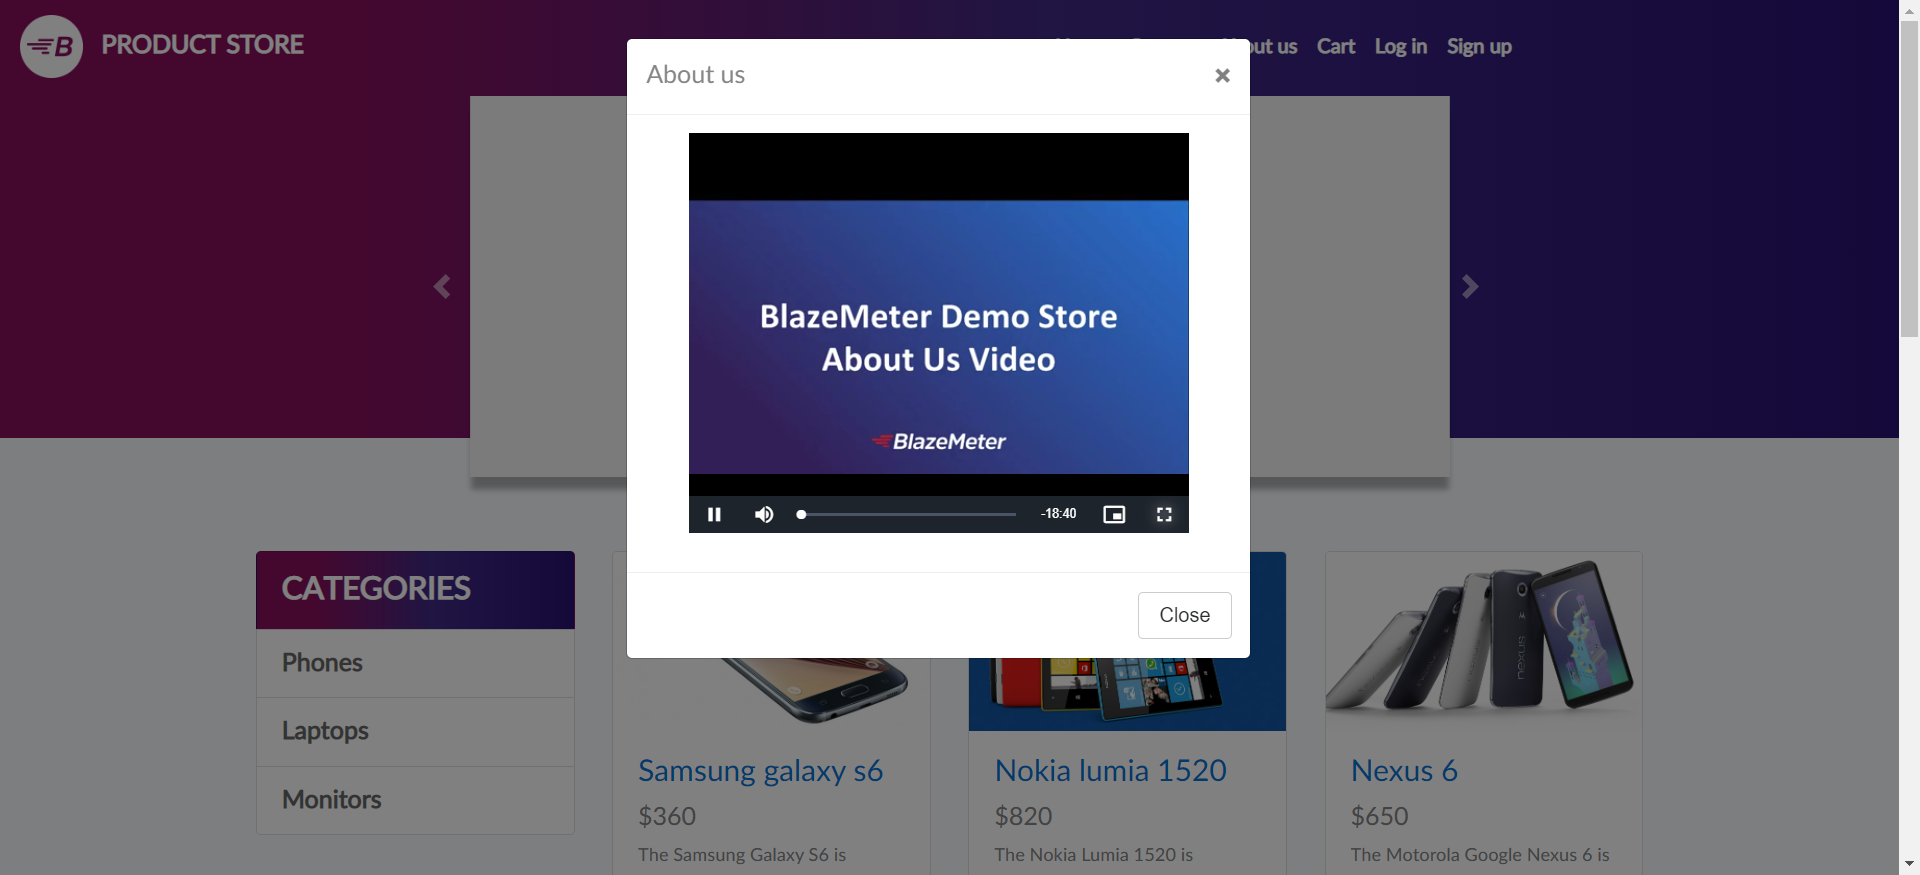 B PRODUCT STORE
out us Cart Log in Sign up
About us ×
BlazeMeter Demo Store
About Us Video
BlazeMeter
-18:40
Close
CATEGORIES
Phones
Laptops
Monitors
Samsung galaxy s6
$360
The Samsung Galaxy S6 is
Nokia lumia 1520
$820
The Nokia Lumia 1520 is
Nexus 6
$650
The Motorola Google Nexus 6 is